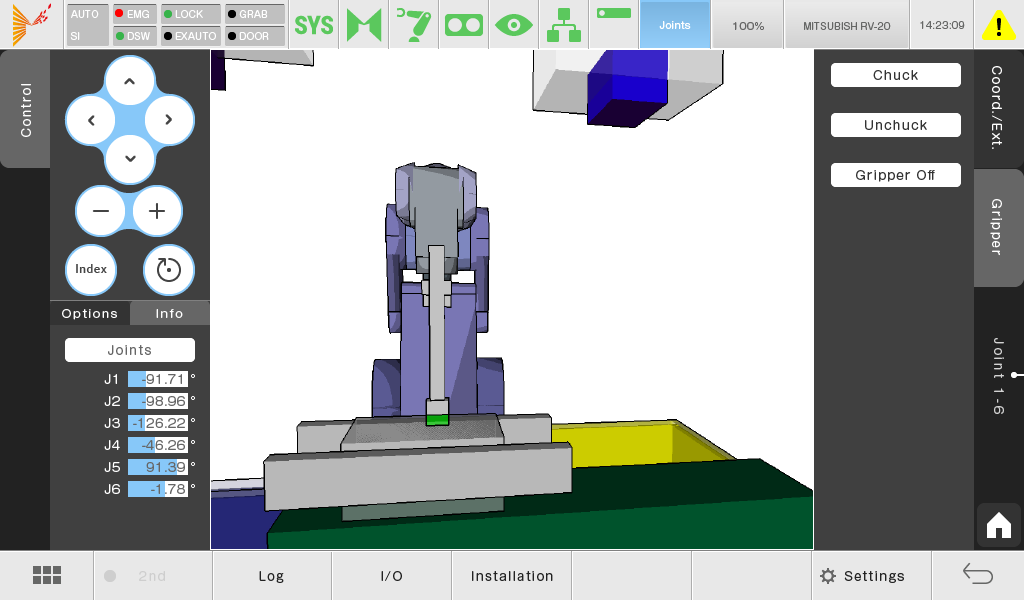 AUTO
SI
EMG
DSW
LOCK
EXAUTO
GRAB
DOOR
SYS
Joints
100%
MITSUBISH RV-20
14:23:09
Control
Index
Options
Info
Joints
J1 -91.71 °
J2 -98.96 °
J3 -126.22 °
J4 -46.26 °
J5 91.39 °
J6 -1.78 °
Chuck
Unchuck
Gripper Off
Coord./Ext.
Gripper
Joint 1-6
2nd
Log
I/O
Installation
Settings